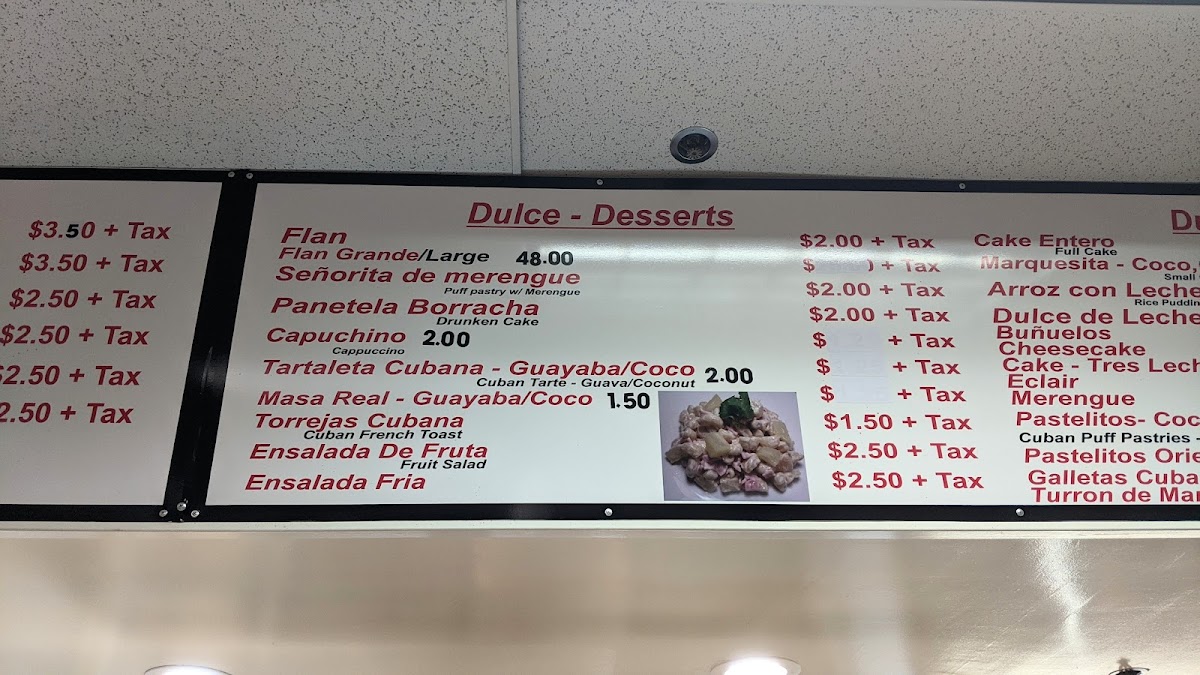 $3.50 + Tax
$3.50 + Tax
$2.50 + Tax
$2.50 + Tax
$2.50 + Tax
2.50 + Tax
Dulce - Desserts
Flan $2.00 + Tax
Flan Grande/Large 48.00 $ + Tax
Señorita de merengue $2.00 + Tax
Puff pastry w/ Merengue
Panetela Borracha $2.00 + Tax
Drunken Cake
Capuchino 2.00 $ + Tax
Cappuccino
Tartaleta Cubana - Guayaba/Coco 2.00 $ + Tax
Cuban Tarte - Guava/Coconut
Masa Real - Guayaba/Coco 1.50 $ + Tax
Torrejas Cubana $1.50 + Tax
Cuban French Toast
Ensalada De Fruta $2.50 + Tax
Fruit Salad
Ensalada Fria $2.50 + Tax
Cake Entero
Full Cake
Marquesita - Coco,
Small
Arroz con Leche
Rice
Dulce de Leche
Buñuelos
Cheesecake
Cake - Tres
Eclair
Merengue
Pastelitos -
Cuban Puff Pastries -
Pastelitos
Galletas
Turron de